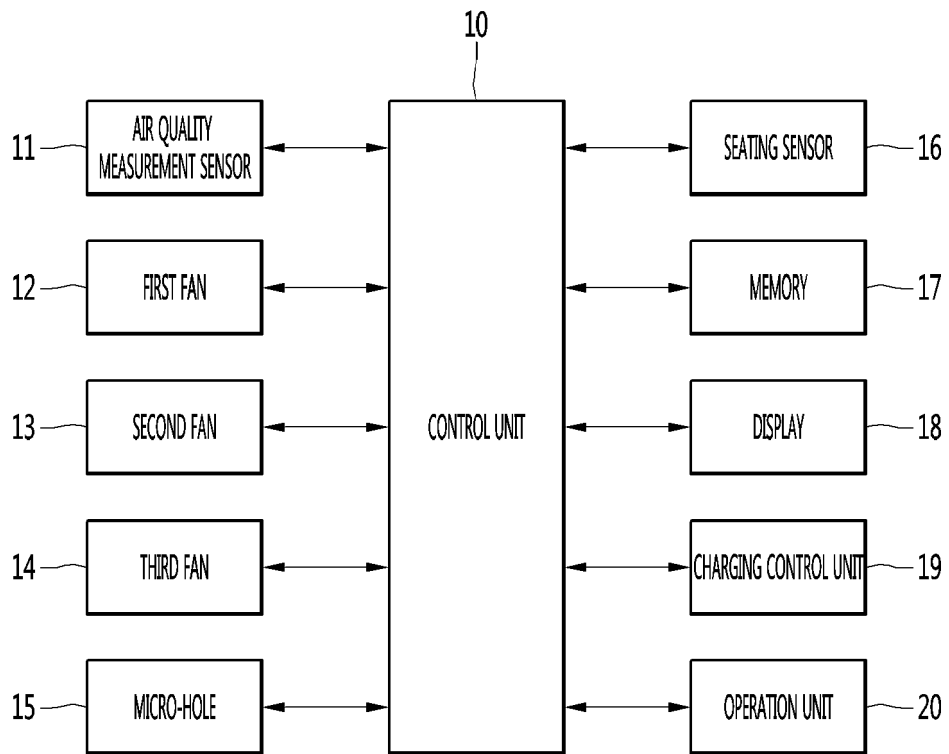 10
11
AIR QUALITY
MEASUREMENT SENSOR
SEATING SENSOR
16
12
FIRST FAN
MEMORY
17
13
SECOND FAN
CONTROL UNIT
DISPLAY
18
14
THIRD FAN
CHARGING CONTROL UNIT
19
15
MICRO-HOLE
OPERATION UNIT
20